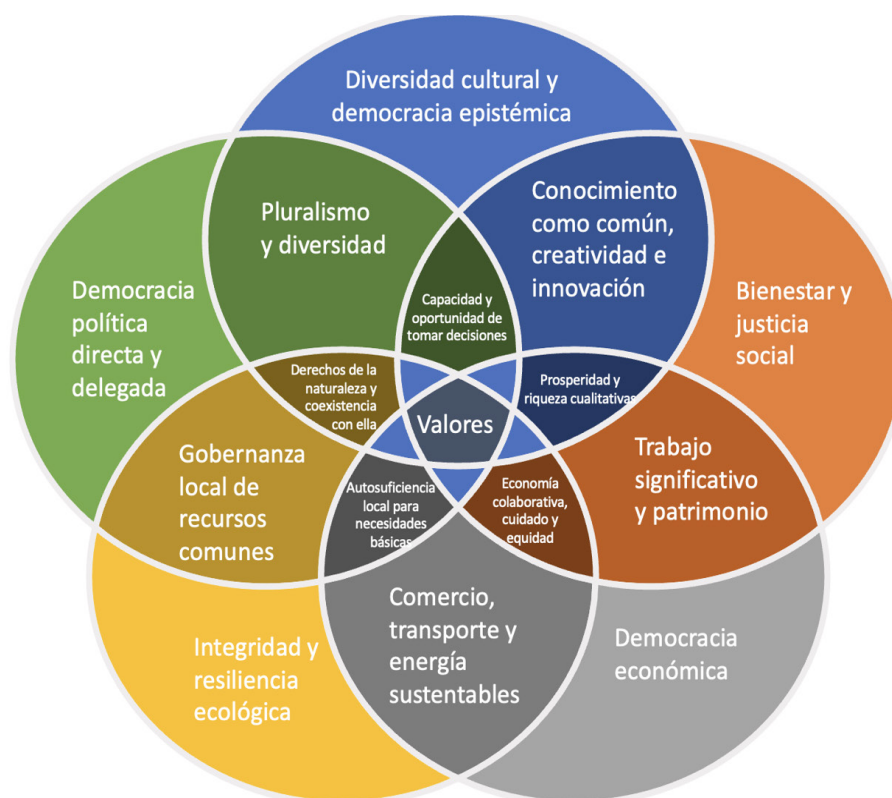 Diversidad cultural y
democracia epistémica
Pluralismo
y diversidad
Conocimiento
como común,
creatividad e
innovación
Democracia
política
directa y
delegada
Bienestar y
justicia
social
Capacidad y
oportunidad de
tomar decisiones
Derechos de la
naturaleza y
coexistencia
con ella
Prosperidad y
riqueza cualitativas
Valores
Gobernanza
local de
recursos
comunes
Autosuficiencia
local para
necesidades
básicas
Economía
colaborativa,
cuidado y
equidad
Trabajo
significativo
y patrimonio
Integridad y
resiliencia
ecológica
Comercio,
transporte y
energía
sustentables
Democracia
económica